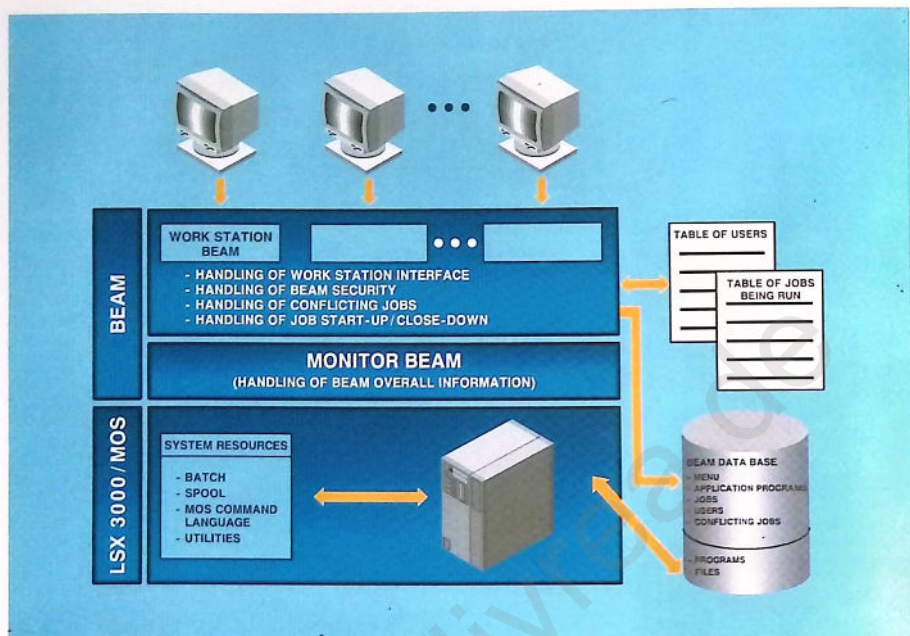 WORK STATION
BEAM
- HANDLING OF WORK STATION INTERFACE
- HANDLING OF BEAM SECURITY
- HANDLING OF CONFLICTING JOBS
- HANDLING OF JOB START-UP/CLOSE-DOWN
BEAM
MONITOR BEAM
(HANDLING OF BEAM OVERALL INFORMATION)
TABLE OF USERS
TABLE OF JOBS
BEING RUN
LSX 3000/MOS
SYSTEM RESOURCES
- BATCH
- SPOOL
- MOS COMMAND
LANGUAGE
- UTILITIES
BEAM DATA BASE
- MENU
- APPLICATION PROGRAMS
- JOBS
- USERS
- CONFLICTING JOBS
- PROGRAMS
- FILES